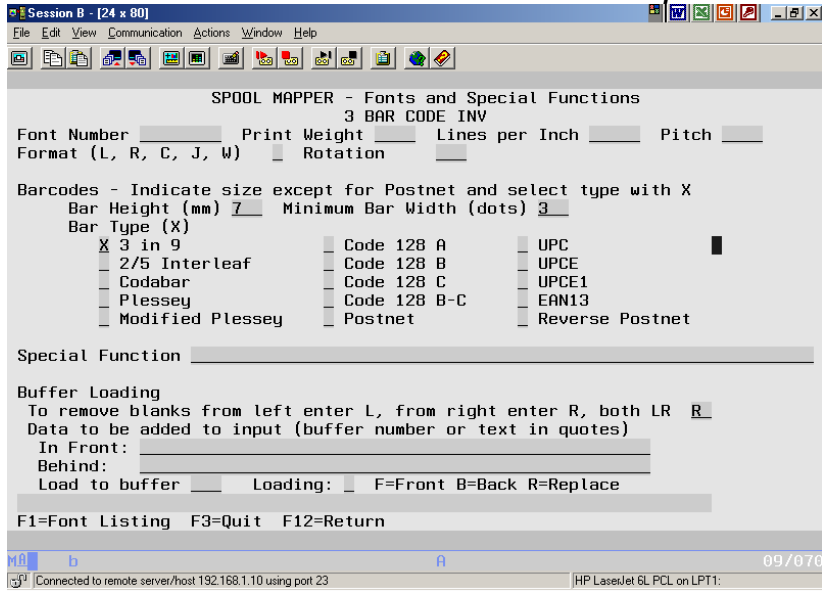 Session B - [24 x 80]
File Edit View Communication Actions Window Help
SPOOL MAPPER - Fonts and Special Functions
3 BAR CODE INV
Font Number Print Weight Lines per Inch Pitch
Format (L, R, C, J, W) _ Rotation
Barcodes - Indicate size except for Postnet and select type with X
Bar Height (mm) 7 Minimum Bar Width (dots) 3
Bar Type (X)
X 3 in 9 _ Code 128 A _ UPC
_ 2/5 Interleaf _ Code 128 B _ UPCE
_ Codabar _ Code 128 C _ UPCE1
_ Plessey _ Code 128 B-C _ EAN13
_ Modified Plessey _ Postnet _ Reverse Postnet
Special Function
Buffer Loading
To remove blanks from left enter L, from right enter R, both LR R
Data to be added to input (buffer number or text in quotes)
In Front:
Behind:
Load to buffer Loading: _ F=Front B=Back R=Replace
F1=Font Listing F3=Quit F12=Return
MA b A 09/070
Connected to remote server/host 192.168.1.10 using port 23 HP LaserJet 6L PCL on LPT1: